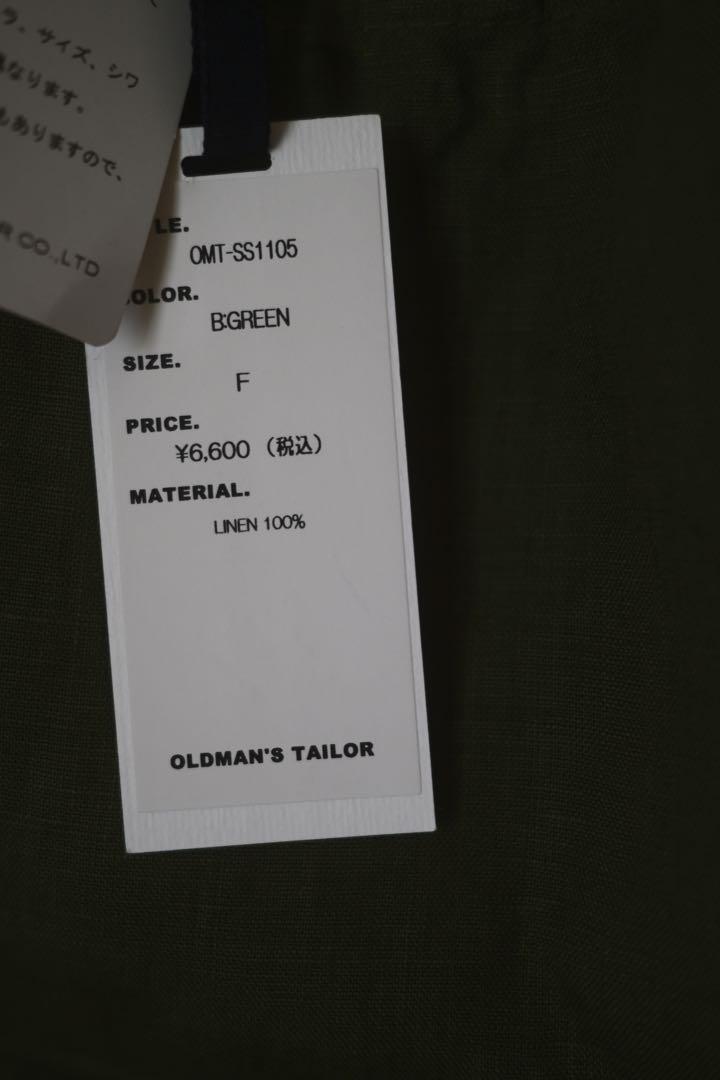 ラ、サイズ、シワ
なります。
もありますので、
R CO.,LTD
LE.
OMT-SS1105
OLOR.
B:GREEN
SIZE.
F
PRICE.
¥6,600（税込）
MATERIAL.
LINEN 100%
OLDMAN'S TAILOR